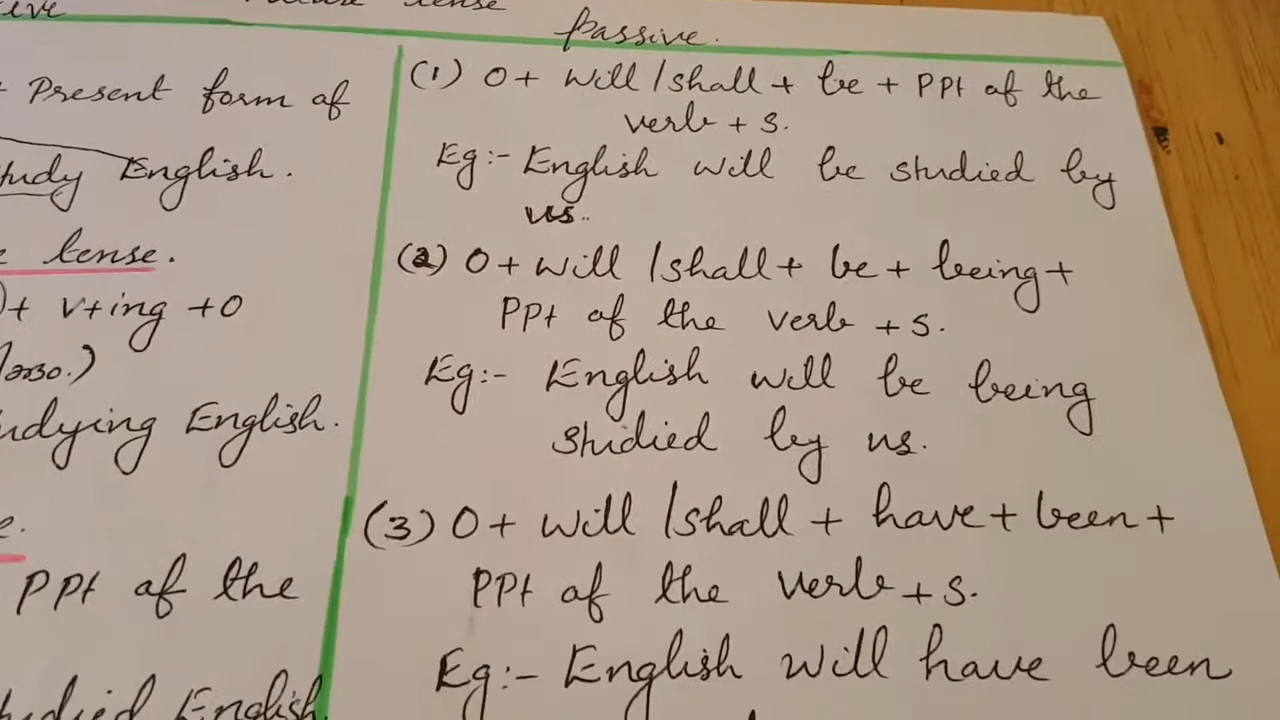 tense
Passive.
Present form of
English.
tense.
+ V+ing +O
English.
PPt of the
English
(1) O + will / shall + be + PPt of the
verb + S.
Eg:- English will be studied by
us.
(2) O + will / shall + be + being +
PPt of the verb + S.
Eg:- English will be being
studied by us.
(3) O + will / shall + have + been +
PPt of the verb + S.
Eg:- English will have been